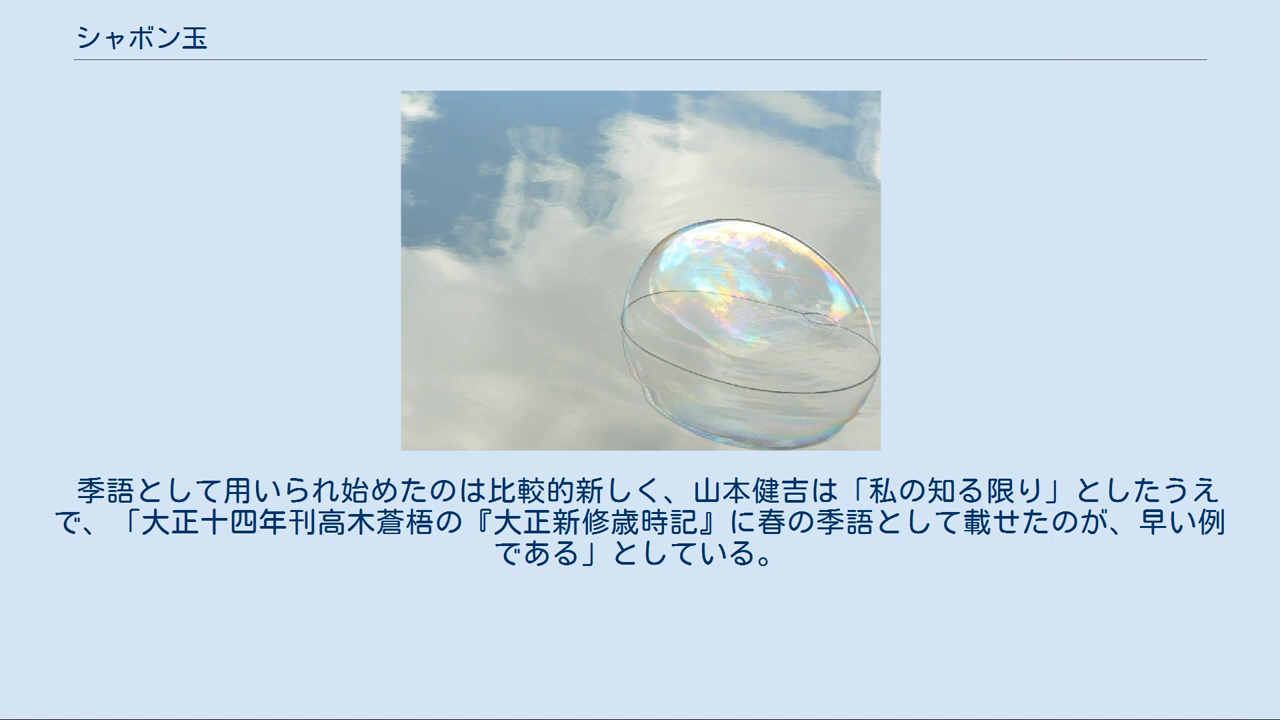 シャボン玉
季語として用いられ始めたのは比較的新しく、山本健吉は「私の知る限り」としたうえ
で、「大正十四年刊高木蒼梧の『大正新修歳時記』に春の季語として載せたのが、早い例
である」としている。